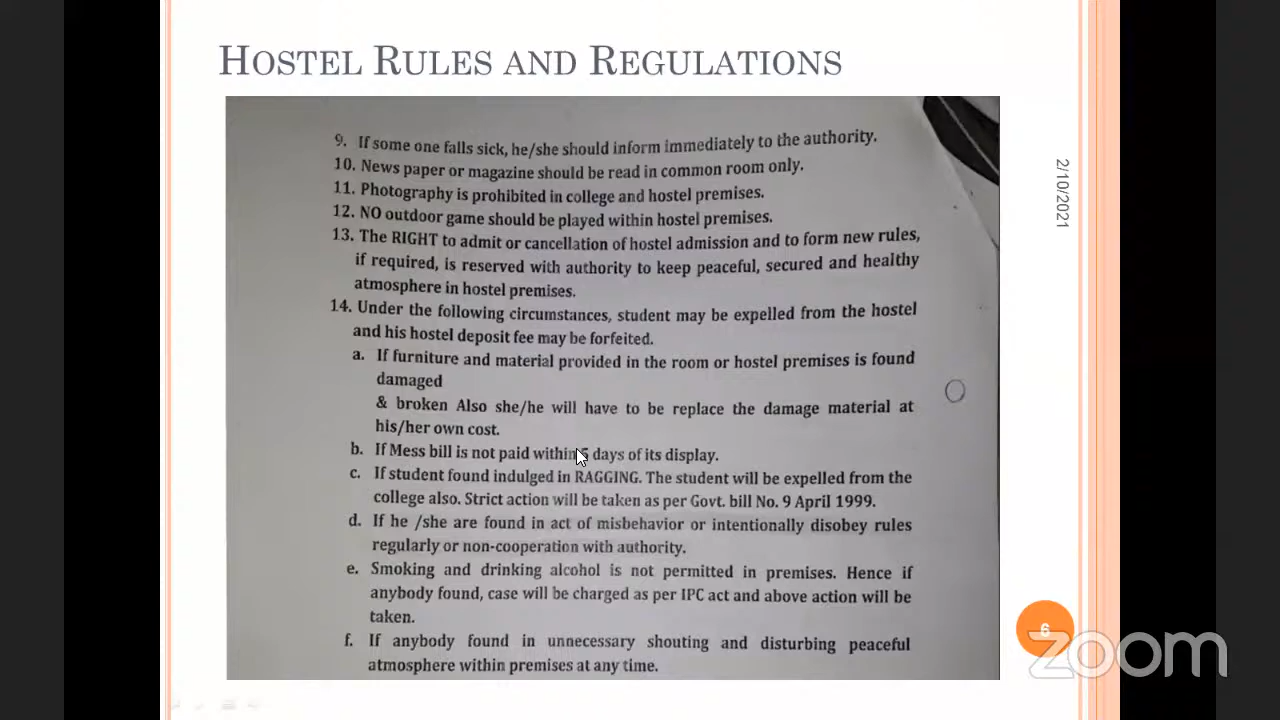 HOSTEL RULES AND REGULATIONS
9. If some one falls sick, he/she should inform immediately to the authority.
10. News paper or magazine should be read in common room only.
11. Photography is prohibited in college and hostel premises.
12. NO outdoor game should be played within hostel premises.
13. The RIGHT to admit or cancellation of hostel admission and to form new rules,
if required, is reserved with authority to keep peaceful, secured and healthy
atmosphere in hostel premises.
14. Under the following circumstances, student may be expelled from the hostel
and his hostel deposit fee may be forfeited.
a. If furniture and material provided in the room or hostel premises is found
damaged
& broken Also she/he will have to be replace the damage material at
his/her own cost.
b. If Mess bill is not paid within days of its display.
c. If student found indulged in RAGGING. The student will be expelled from the
college also. Strict action will be taken as per Govt. bill No. 9 April 1999.
d. If he /she are found in act of misbehavior or intentionally disobey rules
regularly or non-cooperation with authority.
e. Smoking and drinking alcohol is not permitted in premises. Hence if
anybody found, case will be charged as per IPC act and above action will be
taken.
f. If anybody found in unnecessary shouting and disturbing peaceful
atmosphere within premises at any time.
2/10/2021
6
zoom